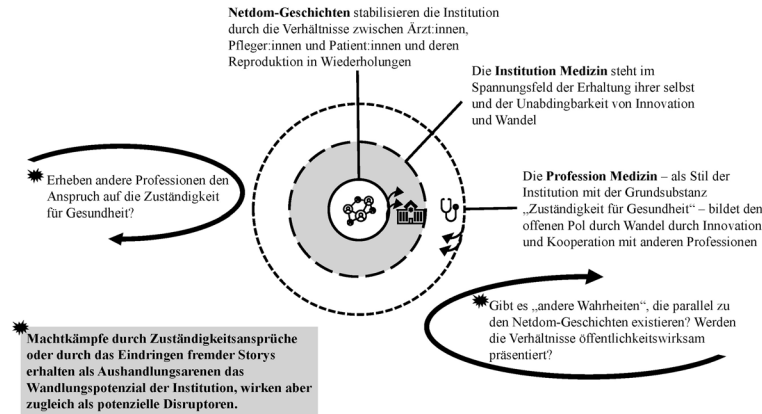 Netdom-Geschichten stabilisieren die Institution
durch die Verhältnisse zwischen Ärzt:innen,
Pfleger:innen und Patient:innen und deren
Reproduktion in Wiederholungen
Die Institution Medizin steht im
Spannungsfeld der Erhaltung ihrer selbst
und der Unabdingbarkeit von Innovation
und Wandel
Erheben andere Professionen den
Anspruch auf die Zuständigkeit
für Gesundheit?
Die Profession Medizin – als Stil der
Institution mit der Grundsubstanz
„Zuständigkeit für Gesundheit“ – bildet den
offenen Pol durch Wandel durch Innovation
und Kooperation mit anderen Professionen
Gibt es „andere Wahrheiten“, die parallel zu
den Netdom-Geschichten existieren? Werden
die Verhältnisse öffentlichkeitswirksam
präsentiert?
Machtkämpfe durch Zuständigkeitsansprüche
oder durch das Eindringen fremder Storys
erhalten als Aushandlungsarenen das
Wandlungspotenzial der Institution, wirken aber
zugleich als potenzielle Disruptoren.